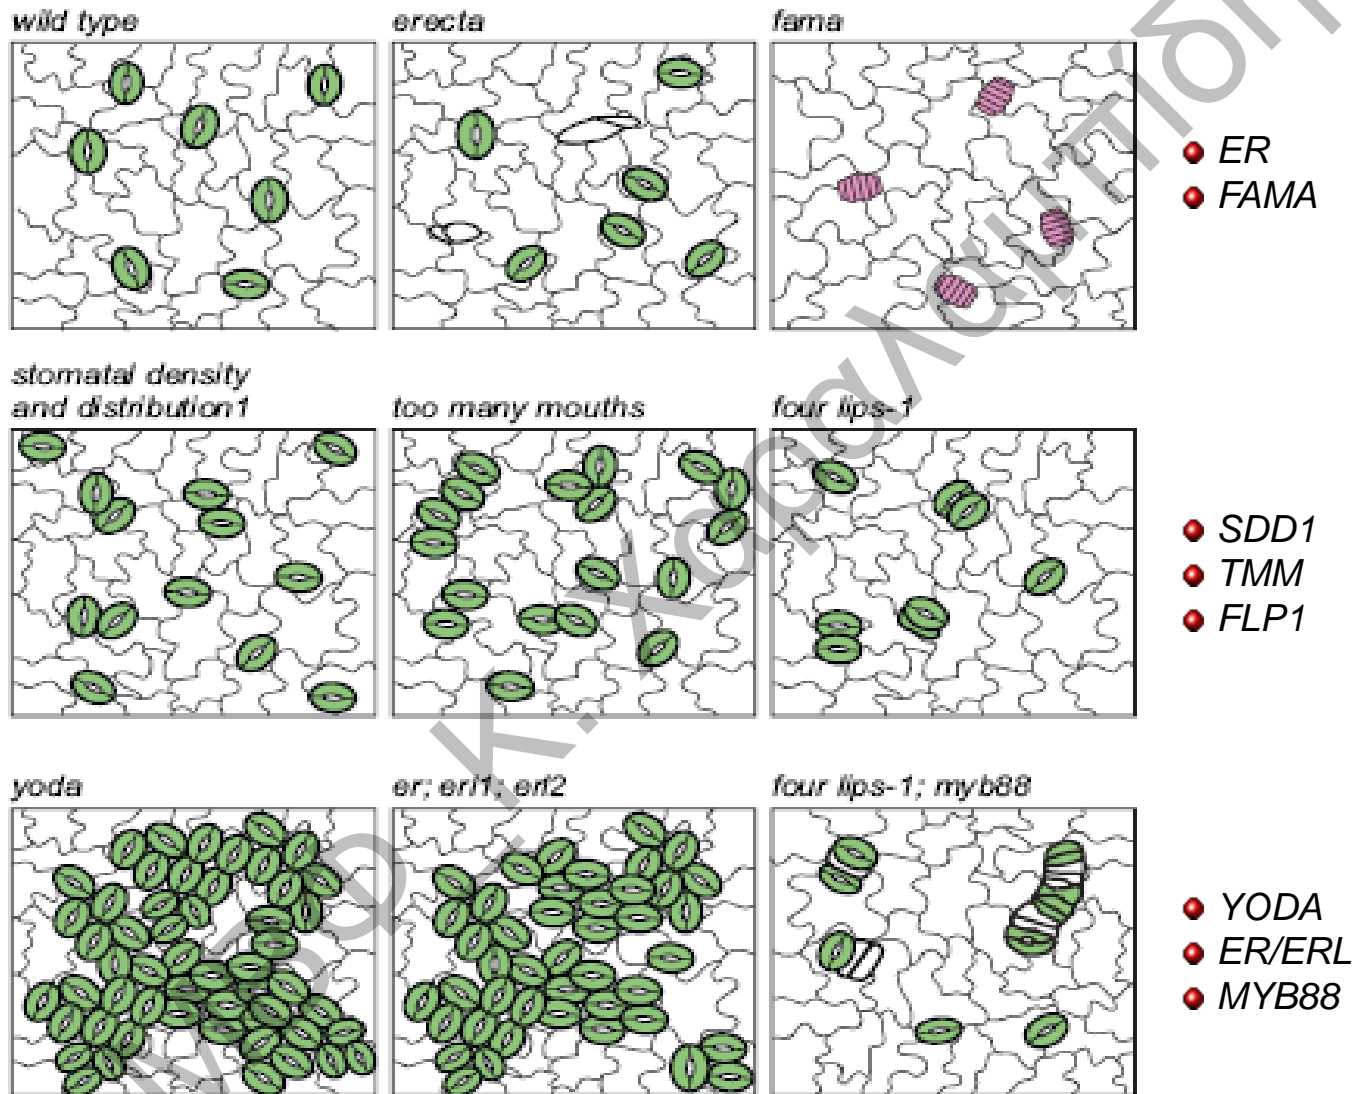 wild type
erecta
fama
ER
FAMA
stomatal density
and distribution1
too many mouths
four lips-1
SDD1
TMM
FLP1
yoda
er; erl1; erl2
four lips-1; myb88
YODA
ER/ERL
MYB88
Κ. Χαραλαμπίδη